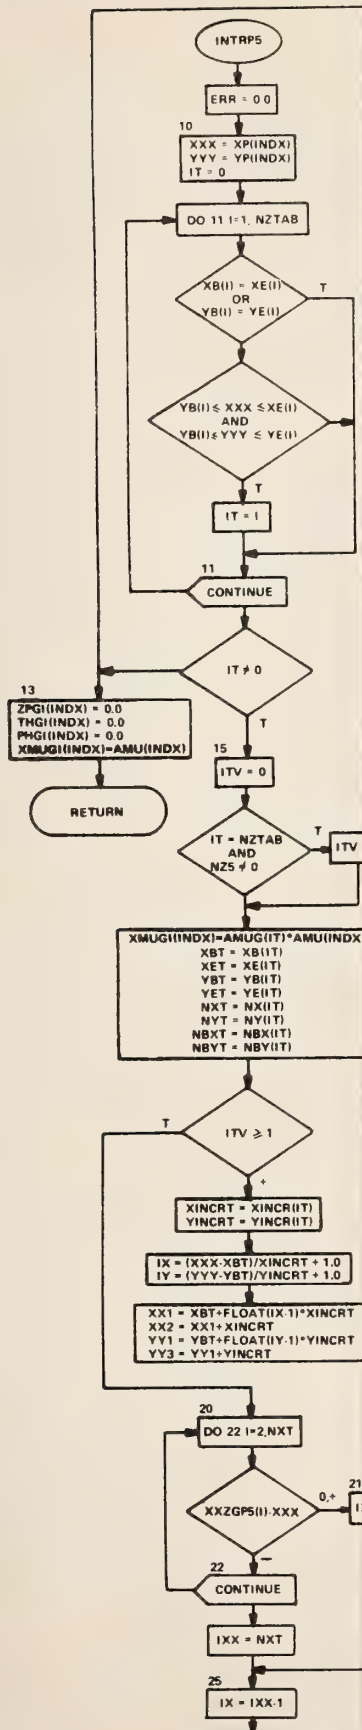 INTRP5
ERR = 0.0
10
XXX = XP(INDX)
YYY = YP(INDX)
IT = 0
DO 11 I=1, NZTAB
XB(I) = XE(I)
OR
YB(I) = YE(I)
T
YB(I) ≤ XXX ≤ XE(I)
AND
YB(I) ≤ YYY ≤ YE(I)
T
IT = I
11
CONTINUE
IT ≠ 0
13
ZPGI(INDX) = 0.0
THGI(INDX) = 0.0
PHGI(INDX) = 0.0
XMUGI(INDX)=AMU(INDX)
RETURN
T
15
ITV = 0
IT = NZTAB
AND
NZ5 ≠ 0
T
ITV
XMUGI(INDX)=AMUG(IT)*AMU(INDX
XBT = XB(IT)
XET = XE(IT)
YBT = YB(IT)
YET = YE(IT)
NXT = NX(IT)
NYT = NY(IT)
NBXT = NBX(IT)
NBYT = NBY(IT)
T
ITV ≥ 1
+
XINCRT = XINCR(IT)
YINCRT = YINCR(IT)
IX = (XXX-XBT)/XINCRT + 1.0
IY = (YYY-YBT)/YINCRT + 1.0
XX1 = XBT+FLOAT(IX-1)*XINCRT
XX2 = XX1+XINCRT
YY1 = YBT+FLOAT(IY-1)*YINCRT
YY3 = YY1+YINCRT
20
DO 22 I=2,NXT
XXZGP5(I)-XXX
0,+
21
—
22
CONTINUE
IXX = NXT
25
IX = IXX-1